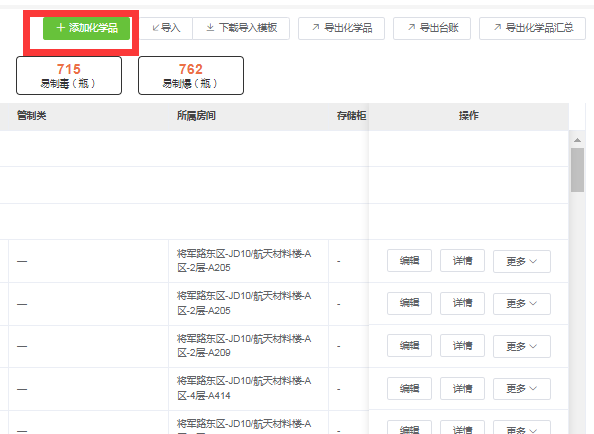 添加化学品 导入 下载导入模板 导出化学品 导出台账 导出化学品汇总
715 762
易制毒（瓶） 易制爆（瓶）
管制类 所属房间 存储柜 操作
— 将军路东区-JD10/航天材料楼-A - 编辑 详情 更多
区-2层-A205
— 将军路东区-JD10/航天材料楼-A - 编辑 详情 更多
区-2层-A205
— 将军路东区-JD10/航天材料楼-A - 编辑 详情 更多
区-2层-A209
— 将军路东区-JD10/航天材料楼-A - 编辑 详情 更多
区-4层-A414
将军路东区-JD10/航天材料楼-A 编辑 详情 更多